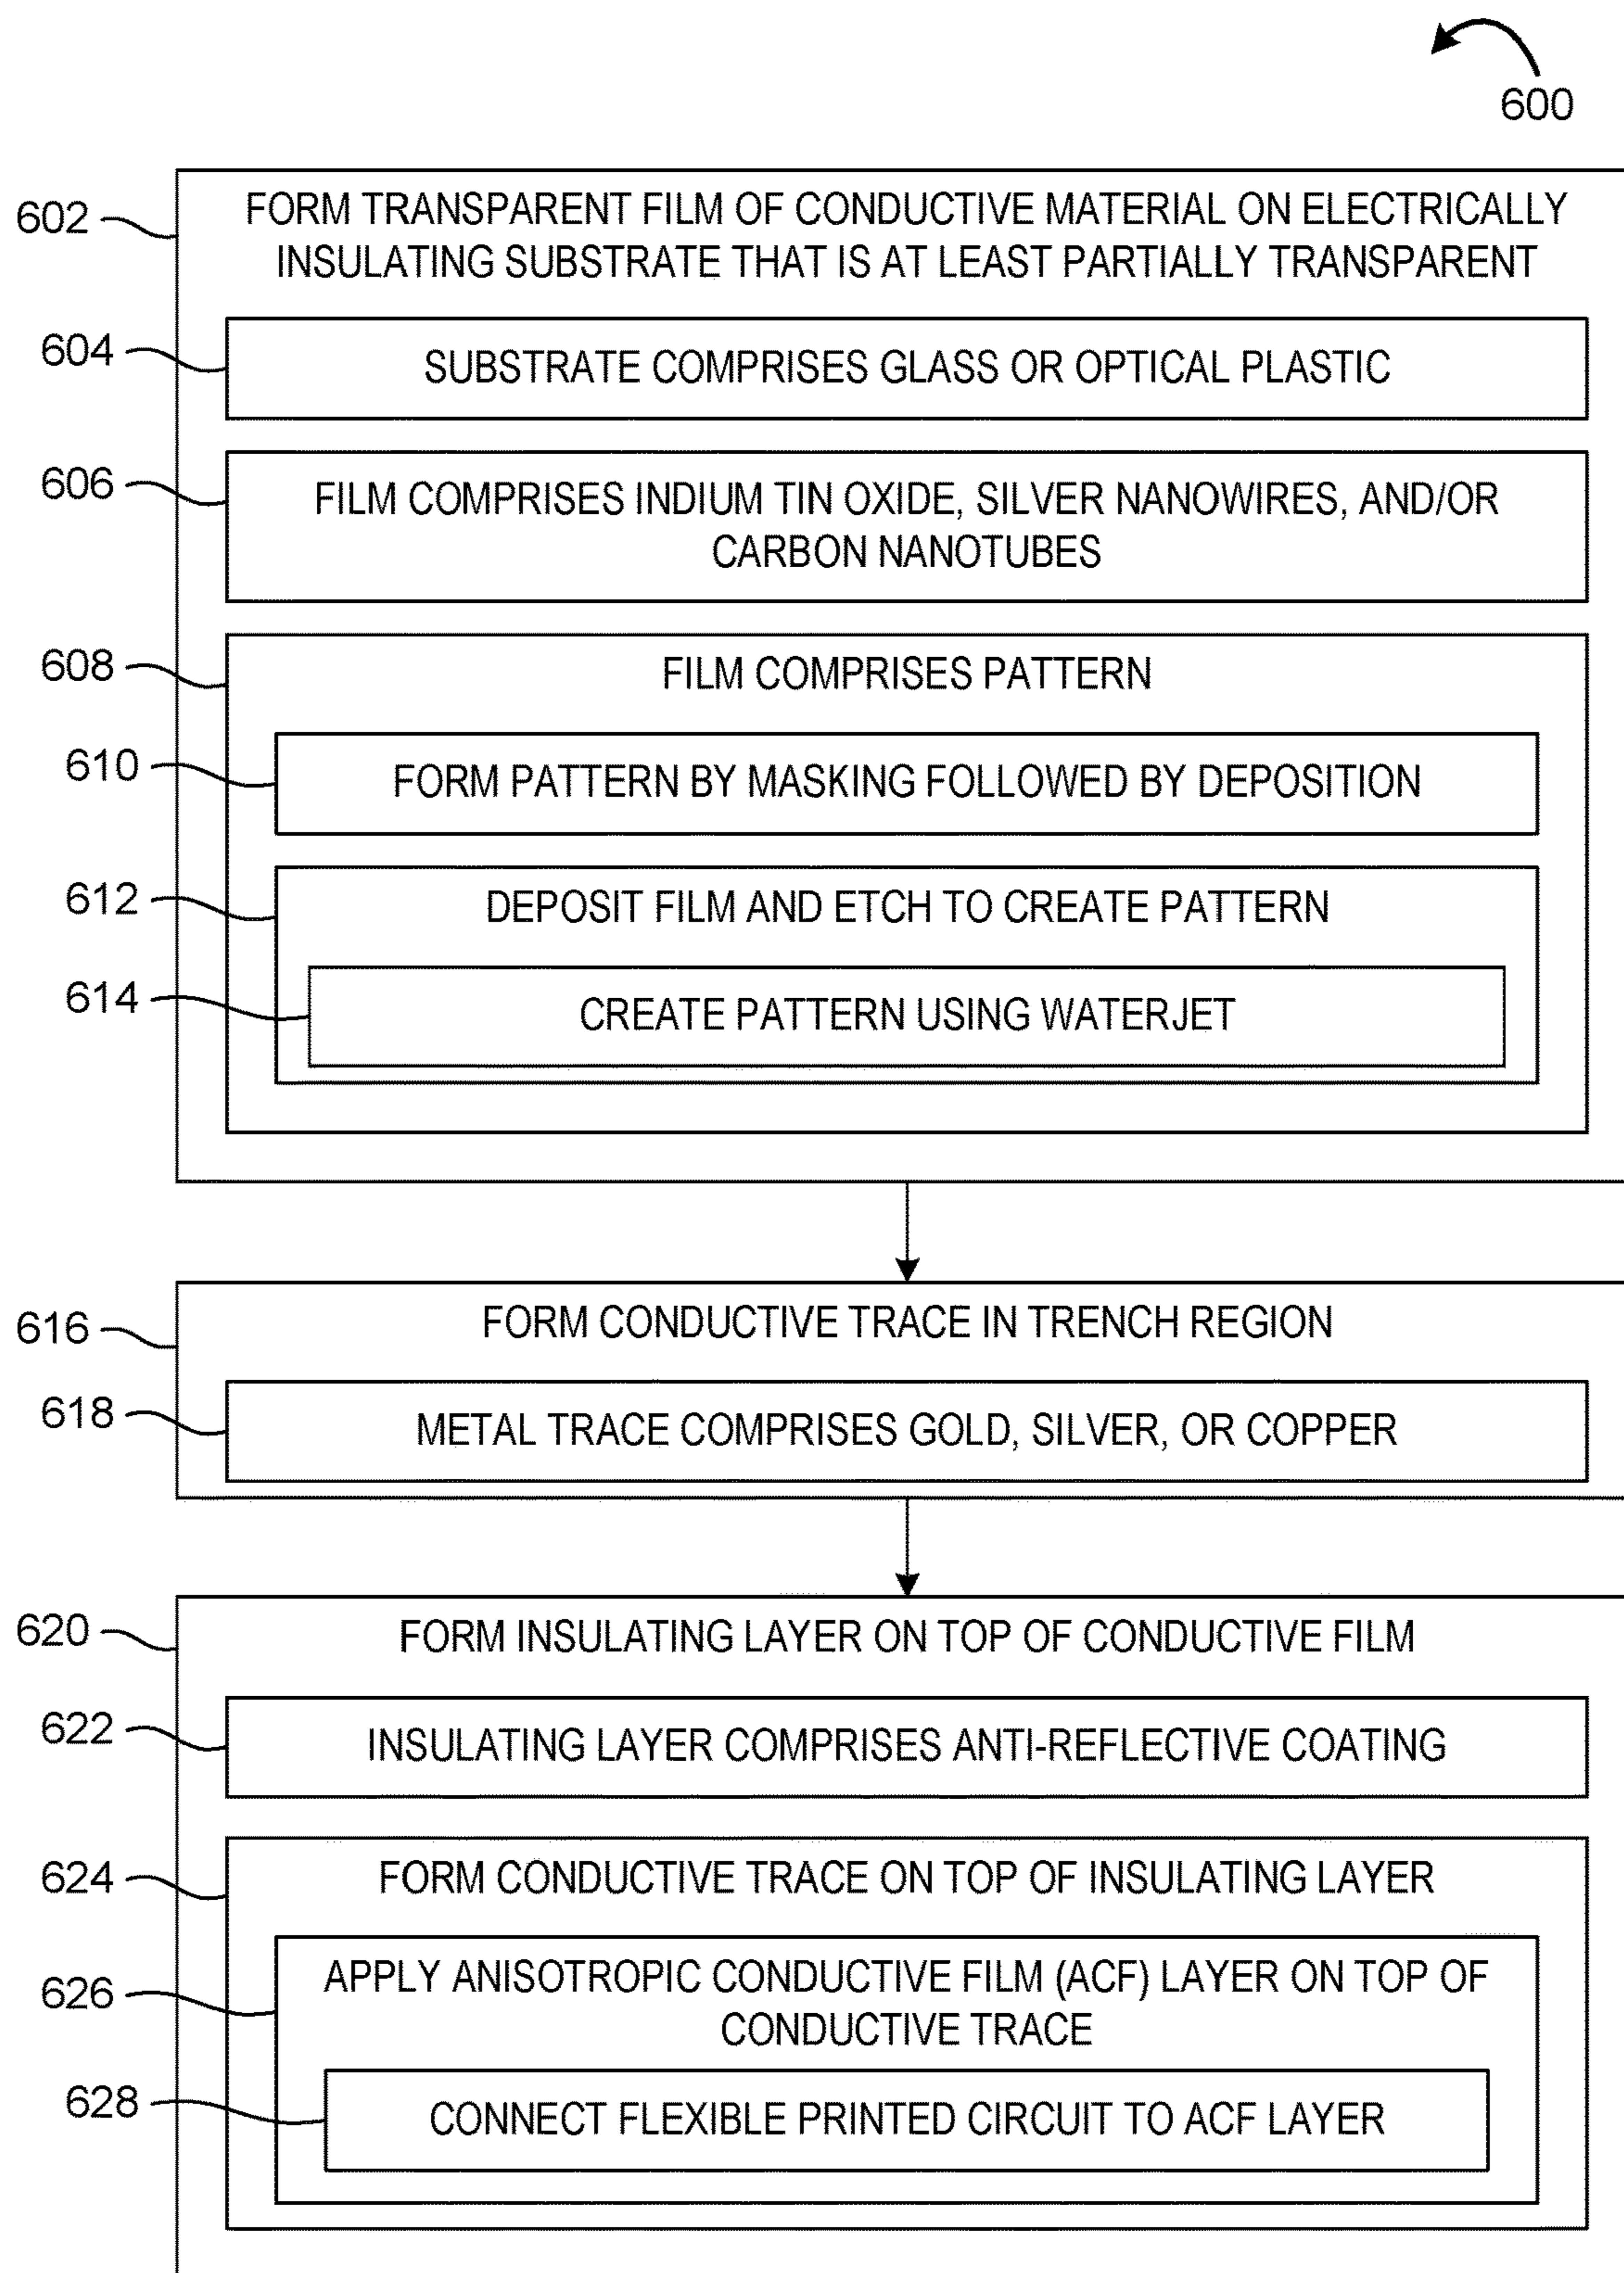 600
602
FORM TRANSPARENT FILM OF CONDUCTIVE MATERIAL ON ELECTRICALLY
INSULATING SUBSTRATE THAT IS AT LEAST PARTIALLY TRANSPARENT
604
SUBSTRATE COMPRISES GLASS OR OPTICAL PLASTIC
606
FILM COMPRISES INDIUM TIN OXIDE, SILVER NANOWIRES, AND/OR
CARBON NANOTUBES
608
FILM COMPRISES PATTERN
610
FORM PATTERN BY MASKING FOLLOWED BY DEPOSITION
612
DEPOSIT FILM AND ETCH TO CREATE PATTERN
614
CREATE PATTERN USING WATERJET
616
FORM CONDUCTIVE TRACE IN TRENCH REGION
618
METAL TRACE COMPRISES GOLD, SILVER, OR COPPER
620
FORM INSULATING LAYER ON TOP OF CONDUCTIVE FILM
622
INSULATING LAYER COMPRISES ANTI-REFLECTIVE COATING
624
FORM CONDUCTIVE TRACE ON TOP OF INSULATING LAYER
626
APPLY ANISOTROPIC CONDUCTIVE FILM (ACF) LAYER ON TOP OF
CONDUCTIVE TRACE
628
CONNECT FLEXIBLE PRINTED CIRCUIT TO ACF LAYER